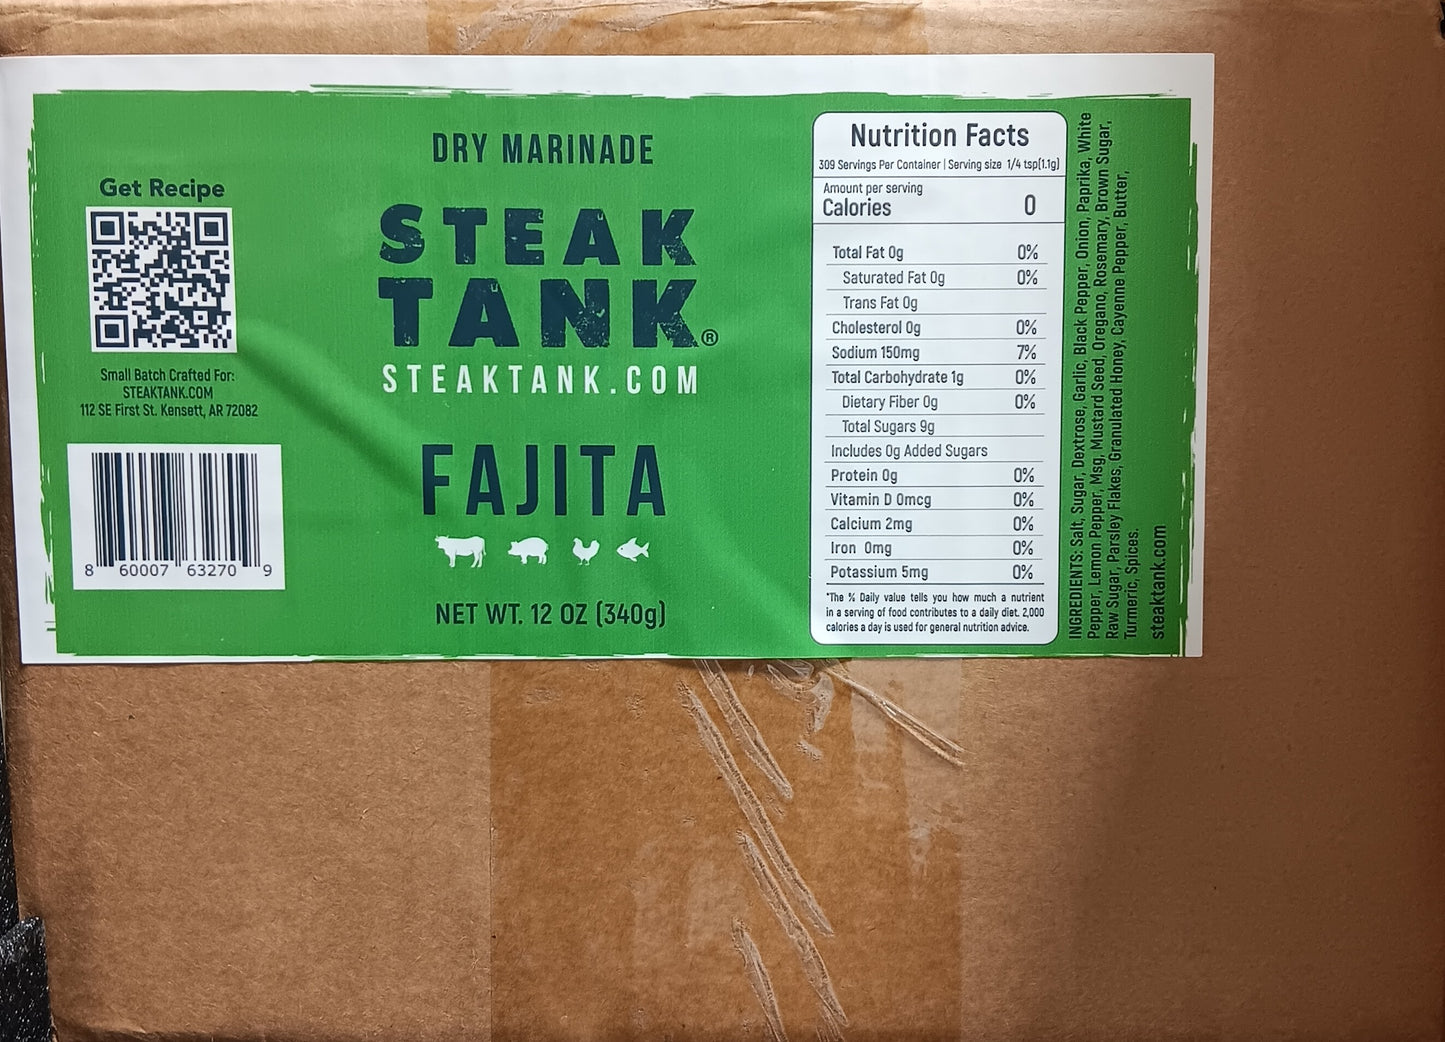 Get Recipe
Small Batch Crafted For:
STEAKTANK.COM
112 SE First St. Kensett, AR 72082
8 60007 63270 9
DRY MARINADE
STEAK
TANK®
STEAKTANK.COM
FAJITA
NET WT. 12 OZ (340g)
Nutrition Facts
309 Servings Per Container | Serving size 1/4 tsp(1.1g)
Amount per serving
Calories 0
Total Fat 0g 0%
Saturated Fat 0g 0%
Trans Fat 0g
Cholesterol 0g 0%
Sodium 150mg 7%
Total Carbohydrate 1g 0%
Dietary Fiber 0g 0%
Total Sugars 9g
Includes 0g Added Sugars
Protein 0g 0%
Vitamin D 0mcg 0%
Calcium 2mg 0%
Iron 0mg 0%
Potassium 5mg 0%
*The % Daily value tells you how much a nutrient
in a serving of food contributes to a daily diet. 2,000
calories a day is used for general nutrition advice.
INGREDIENTS: Salt, Sugar, Dextrose, Garlic, Black Pepper, Onion, Paprika, White
Pepper, Lemon Pepper, Msg, Mustard Seed, Oregano, Rosemary, Brown Sugar,
Raw Sugar, Parsley Flakes, Granulated Honey, Cayenne Pepper, Butter,
Turmeric, Spices.
steaktank.com